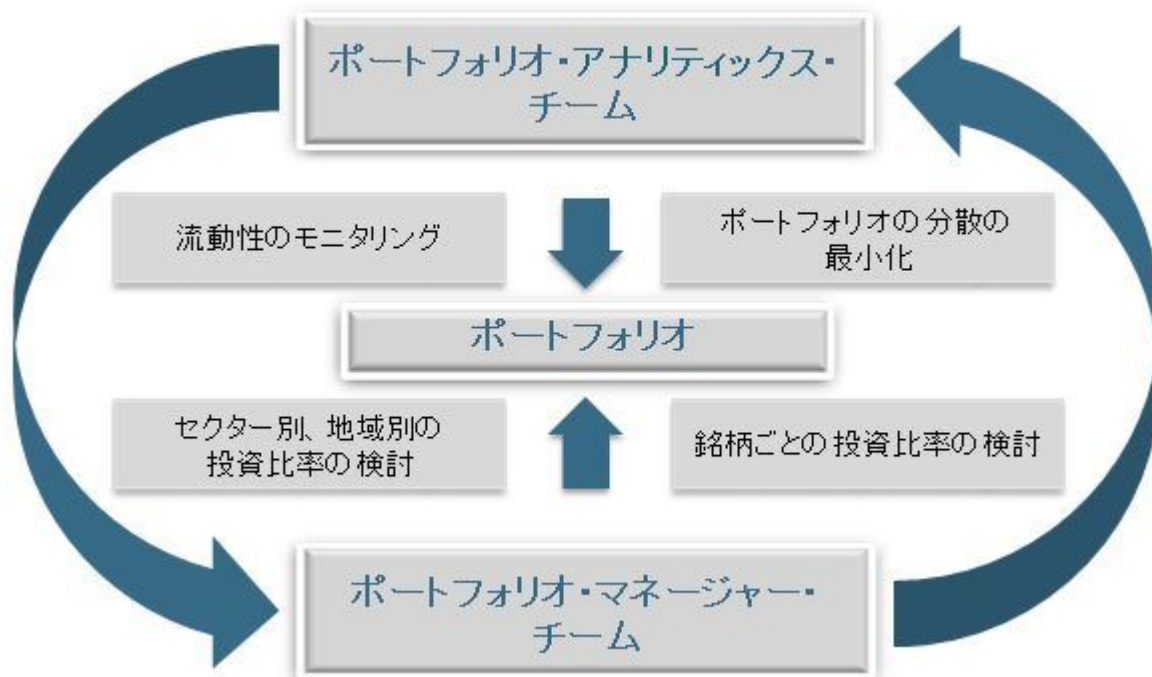 ポートフォリオ・アナリティックス・
チーム
流動性のモニタリング
ポートフォリオの分散の
最小化
ポートフォリオ
セクター別、地域別の
投資比率の検討
銘柄ごとの投資比率の検討
ポートフォリオ・マネージャー・
チーム